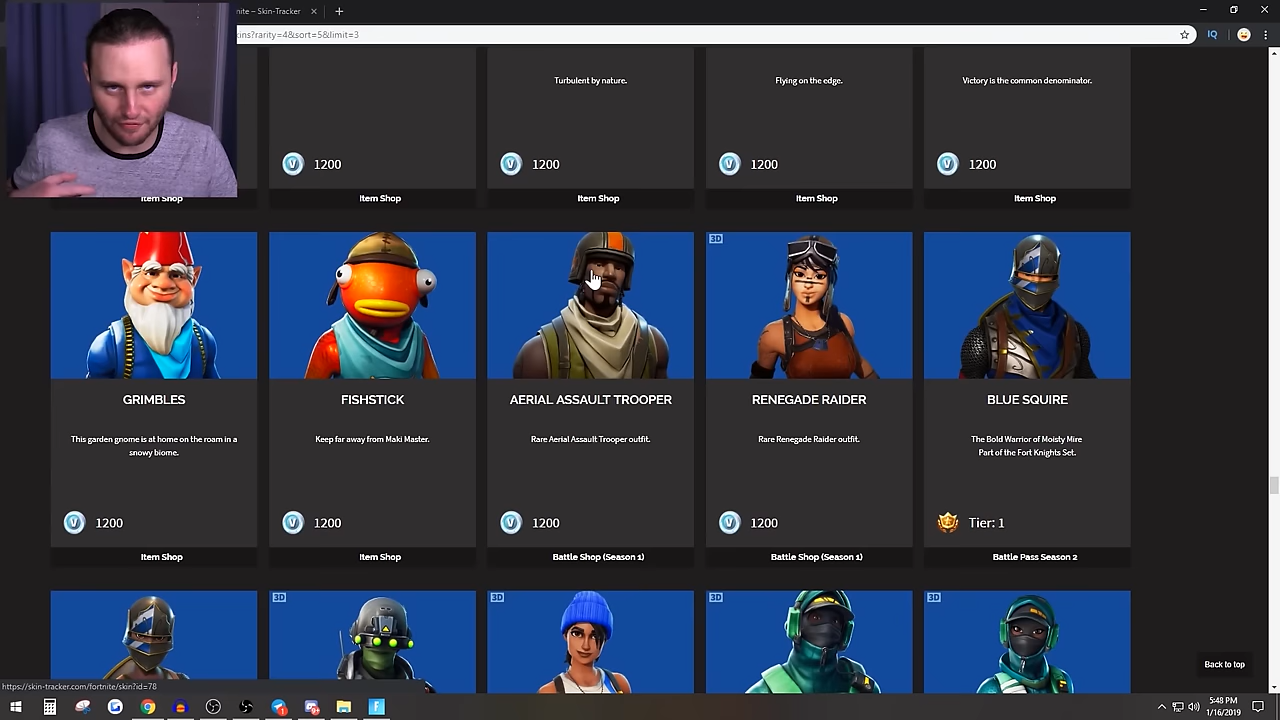 nite – Skin-Tracker
kins?rarity=4&sort=5&limit=3
IQ
Turbulent by nature.
Flying on the edge.
Victory is the common denominator.
1200
1200
1200
1200
Item Shop
Item Shop
Item Shop
Item Shop
Item Shop
3D
GRIMBLES
FISHSTICK
AERIAL ASSAULT TROOPER
RENEGADE RAIDER
BLUE SQUIRE
This garden gnome is at home on the roam in a
snowy biome.
Keep far away from Maki Master.
Rare Aerial Assault Trooper outfit.
Rare Renegade Raider outfit.
The Bold Warrior of Moisty Mire
Part of the Fort Knights Set.
1200
1200
1200
1200
Tier: 1
Item Shop
Item Shop
Battle Shop (Season 1)
Battle Shop (Season 1)
Battle Pass Season 2
3D
3D
3D
3D
Back to top
https://skin-tracker.com/fortnite/skin?id=78
5:48 PM
1/16/2019